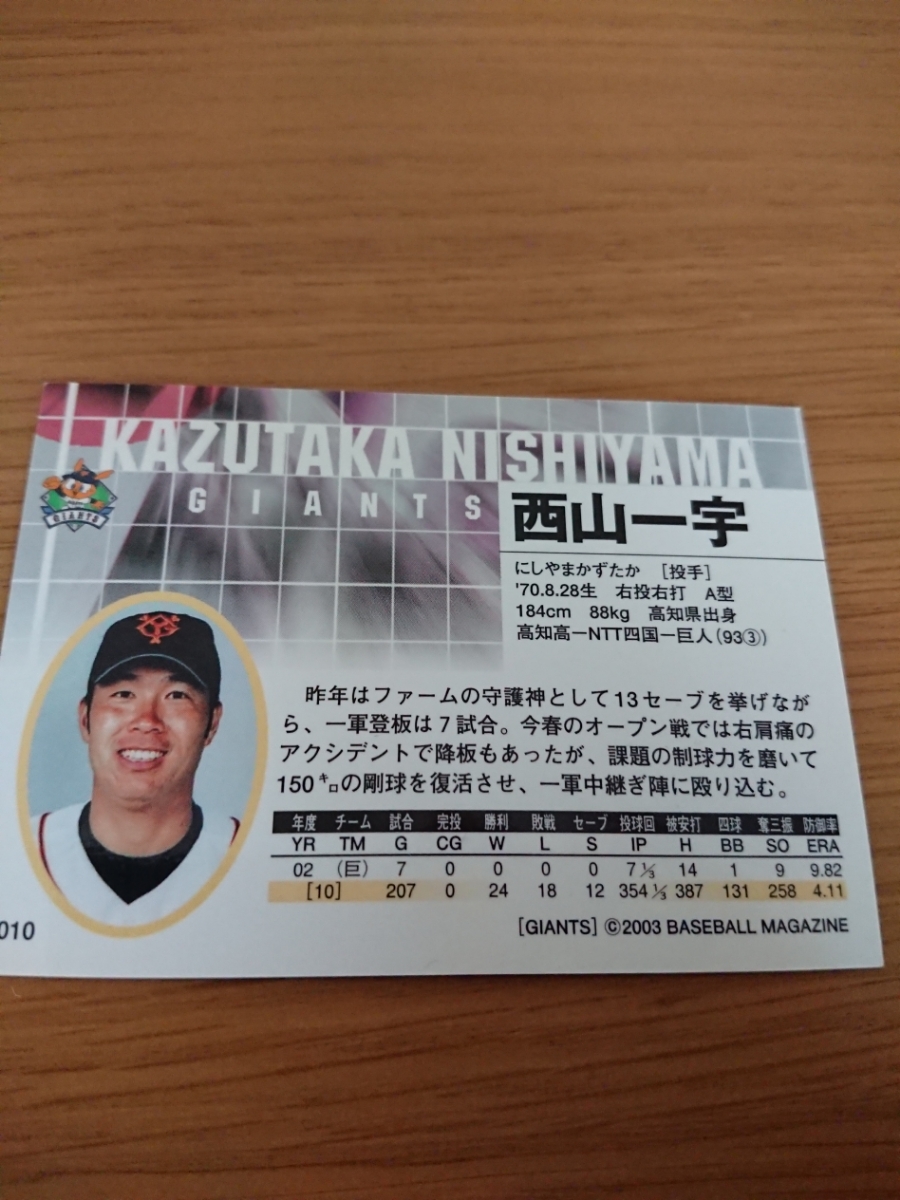 KAZUTAKA NISHIYAMA
GIANTS
GIANTS
西山一宇
にしやまかずたか [投手]
'70.8.28生 右投右打 A型
184cm 88kg 高知県出身
高知高ーNTT四国ー巨人(93③)
昨年はファームの守護神として13セーブを挙げなが
ら、一軍登板は7試合。今春のオープン戦では右肩痛の
アクシデントで降板もあったが、課題の制球力を磨いて
150㌔の剛球を復活させ、一軍中継ぎ陣に殴り込む。
年度 チーム 試合 完投 勝利 敗戦 セーブ 投球回 被安打 四球 奪三振 防御率
YR TM G CG W L S IP H BB SO ERA
02 (巨) 7 0 0 0 0 7⅓ 14 1 9 9.82
[10] 207 0 24 18 12 354⅓ 387 131 258 4.11
010
[GIANTS] ©2003 BASEBALL MAGAZINE